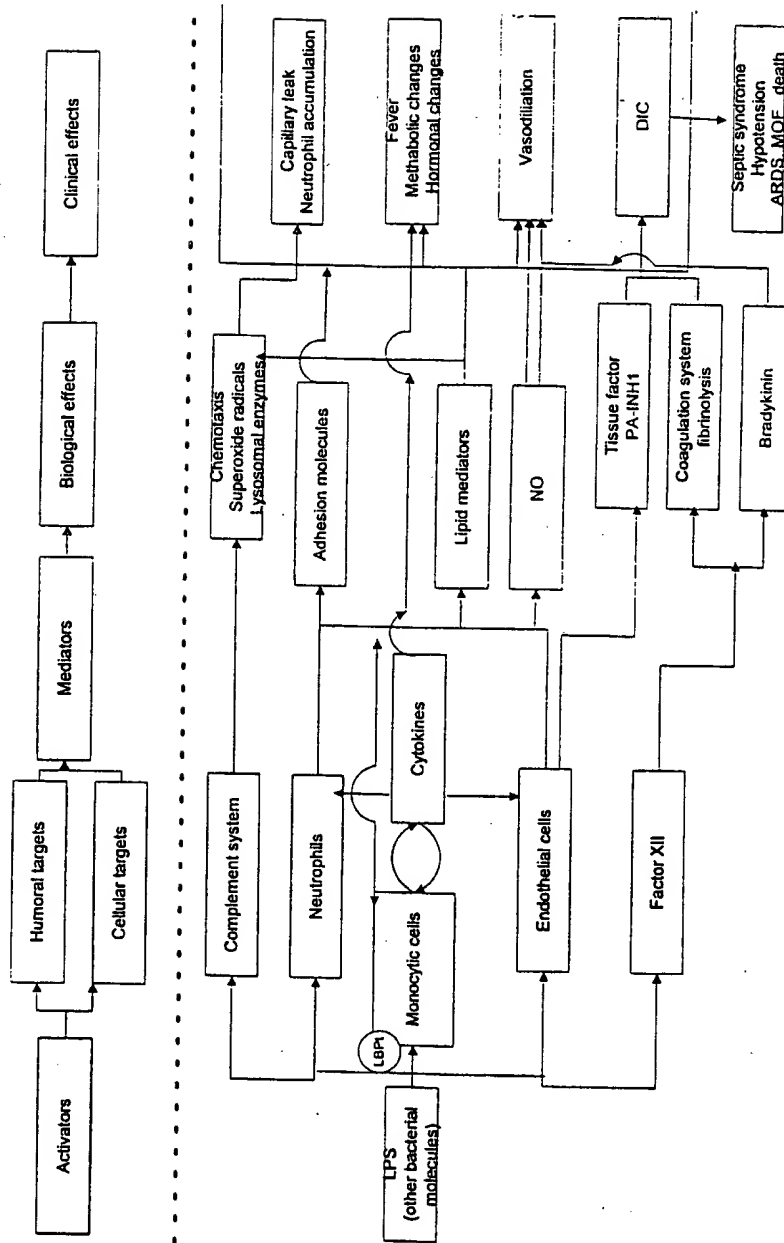 Activators
Humoral targets
Cellular targets
Mediators
Biological effects
Clinical effects
LPS
(other bacterial
molecules)
LBPt
Complement system
Neutrophils
Monocytic cells
Endothelial cells
Factor XII
Cytokines
Chemotaxis
Superoxide radicals
Lysosomal enzymes
Adhesion molecules
Lipid mediators
NO
Tissue factor
PA-INH1
Coagulation system
fibrinolysis
Bradykinin
Capillary leak
Neutrophil accumulation
Fever
Methabotic changes
Hormonal changes
Vasodiliation
DIC
Septic syndrome
Hypotension
ARDS MOF death